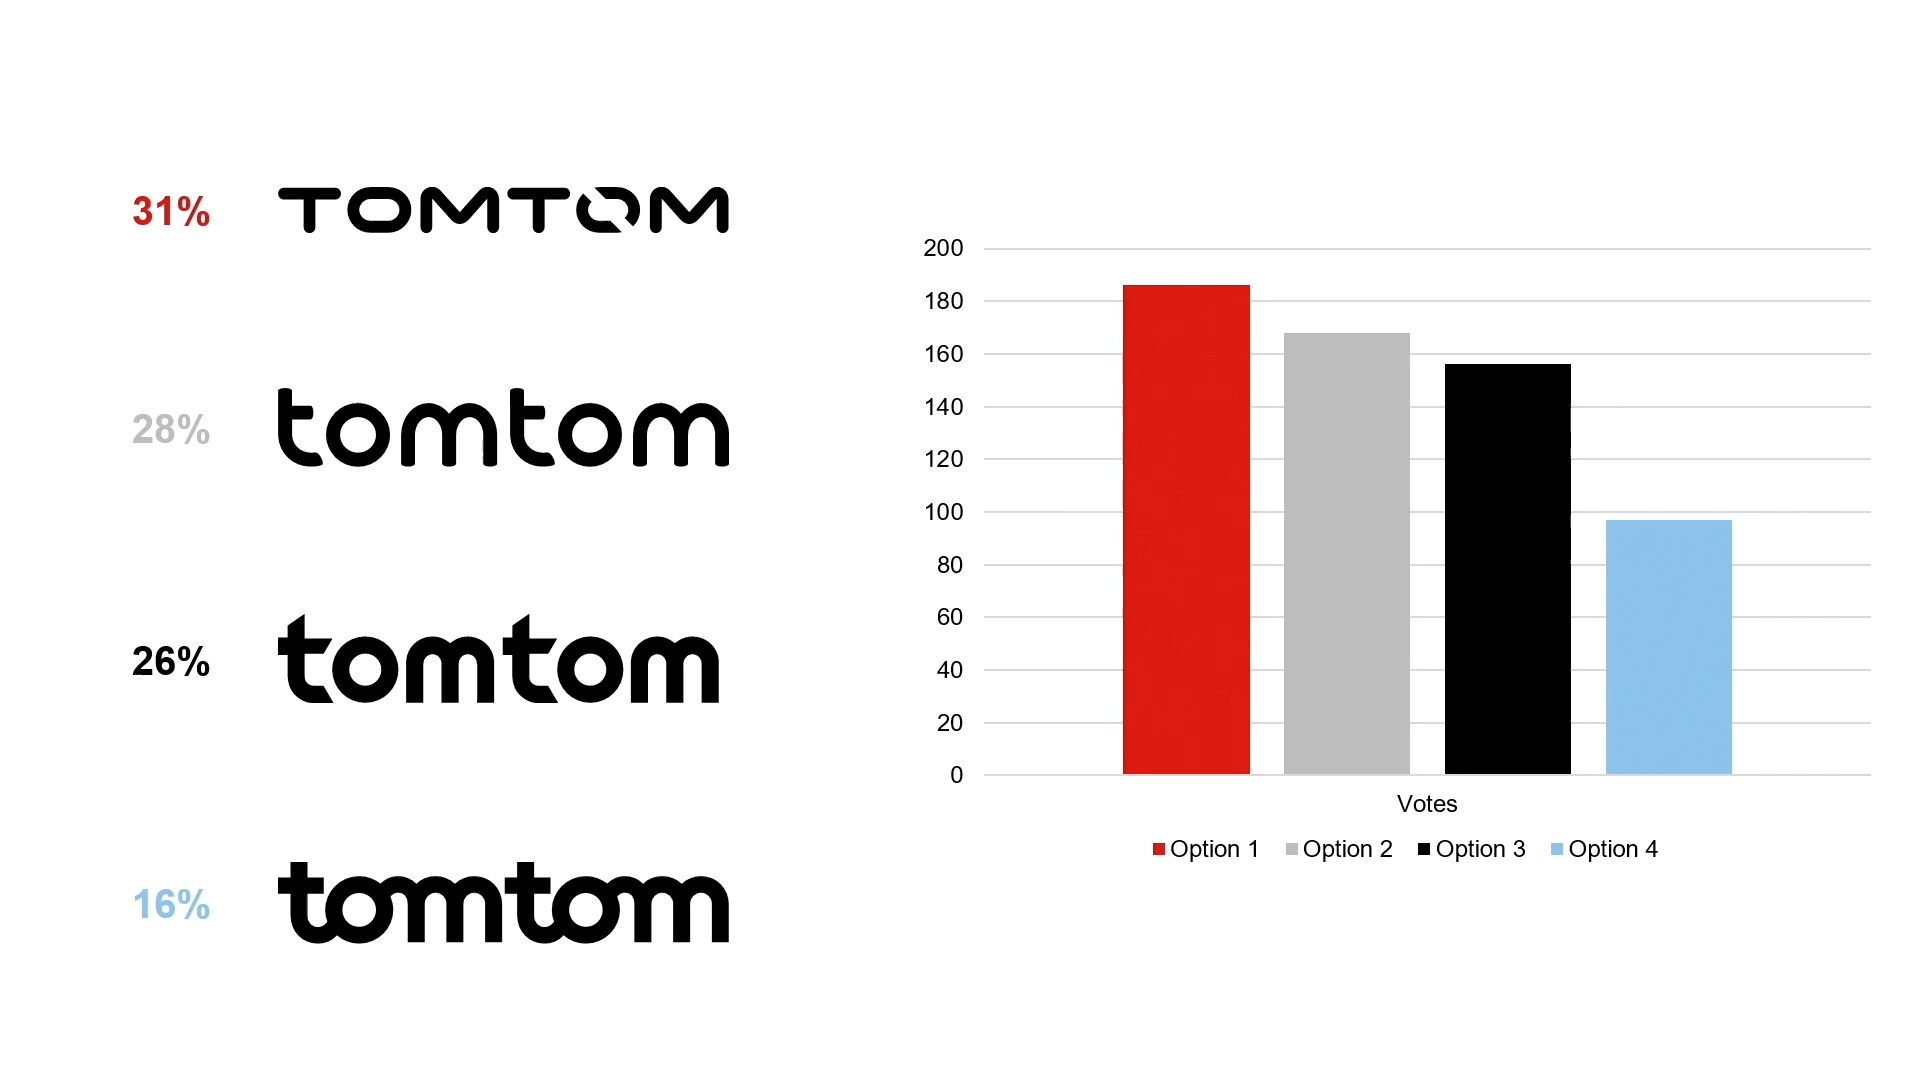 31% TOMTOM
28% tomtom
26% tomtom
16% tomtom
200
180
160
140
120
100
80
60
40
20
0
Votes
Option 1 Option 2 Option 3 Option 4